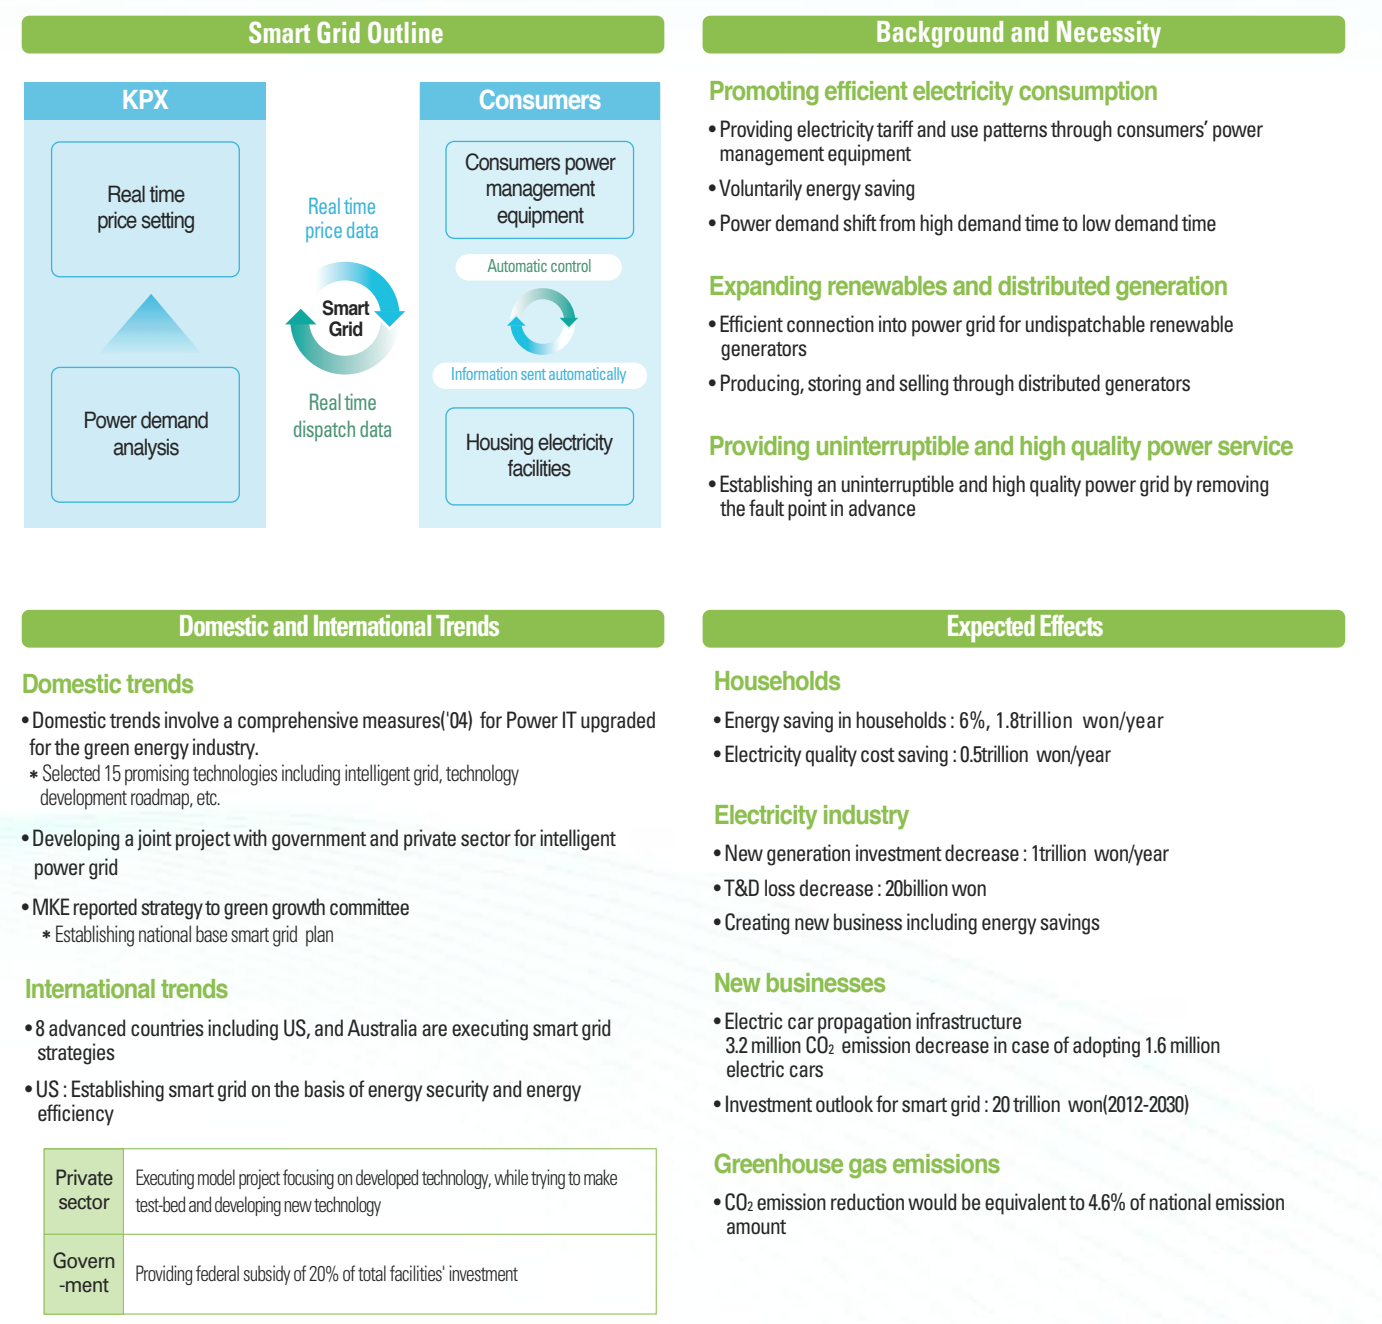 Smart Grid Outline
KPX
Real time
price setting
Power demand
analysis
Real time
price data
Smart
Grid
Real time
dispatch data
Consumers
Consumers power
management
equipment
Automatic control
Information sent automatically
Housing electricity
facilities
Background and Necessity
Promoting efficient electricity consumption
• Providing electricity tariff and use patterns through consumers’ power
management equipment
• Voluntarily energy saving
• Power demand shift from high demand time to low demand time
Expanding renewables and distributed generation
• Efficient connection into power grid for undispatchable renewable
generators
• Producing, storing and selling through distributed generators
Providing uninterruptible and high quality power service
• Establishing an uninterruptible and high quality power grid by removing
the fault point in advance
Domestic and International Trends
Domestic trends
• Domestic trends involve a comprehensive measures('04) for Power IT upgraded
for the green energy industry.
* Selected 15 promising technologies including intelligent grid, technology
development roadmap, etc.
• Developing a joint project with government and private sector for intelligent
power grid
• MKE reported strategy to green growth committee
* Establishing national base smart grid plan
International trends
• 8 advanced countries including US, and Australia are executing smart grid
strategies
• US : Establishing smart grid on the basis of energy security and energy
efficiency
Private
sector
Executing model project focusing on developed technology, while trying to make
test-bed and developing new technology
Govern
-ment
Providing federal subsidy of 20% of total facilities' investment
Expected Effects
Households
• Energy saving in households : 6%, 1.8trillion won/year
• Electricity quality cost saving : 0.5trillion won/year
Electricity industry
• New generation investment decrease : 1trillion won/year
• T&D loss decrease : 20billion won
• Creating new business including energy savings
New businesses
• Electric car propagation infrastructure
3.2 million CO₂ emission decrease in case of adopting 1.6 million
electric cars
• Investment outlook for smart grid : 20 trillion won(2012-2030)
Greenhouse gas emissions
• CO₂ emission reduction would be equivalent to 4.6% of national emission
amount